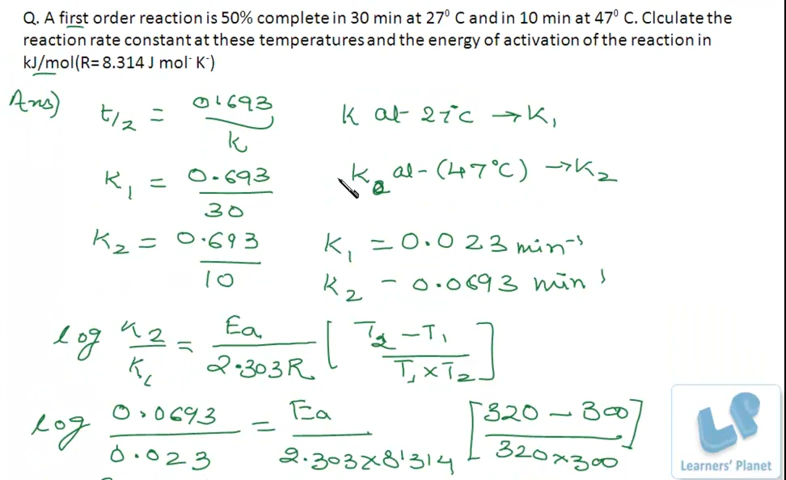 Q. A first order reaction is 50% complete in 30 min at 27⁰ C and in 10 min at 47⁰ C. Clculate the
reaction rate constant at these temperatures and the energy of activation of the reaction in
kJ/mol(R= 8.314 J mol⁻ K⁻)
Ans) t/2 = 0.693/K K at 27°C → K₁
K₁ = 0.693/30 K at (47°C) → K₂
K₂ = 0.693/10 K₁ = 0.023 min⁻¹
K₂ = 0.0693 min⁻¹
log K₂/K₁ = Ea/2.303R [T₂ - T₁/T₁ × T₂]
log 0.0693/0.023 = Ea/2.303×8.314 [320 - 300/320×300]
LP
Learners' Planet